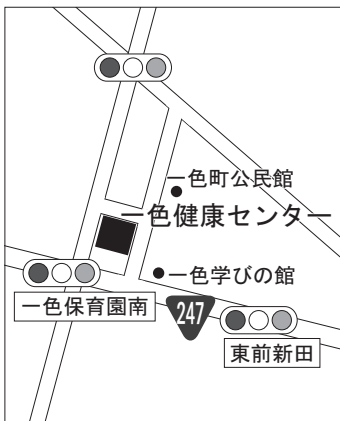 一色町公民館
一色健康センター
一色学びの館
一色保育園南
247
東前新田